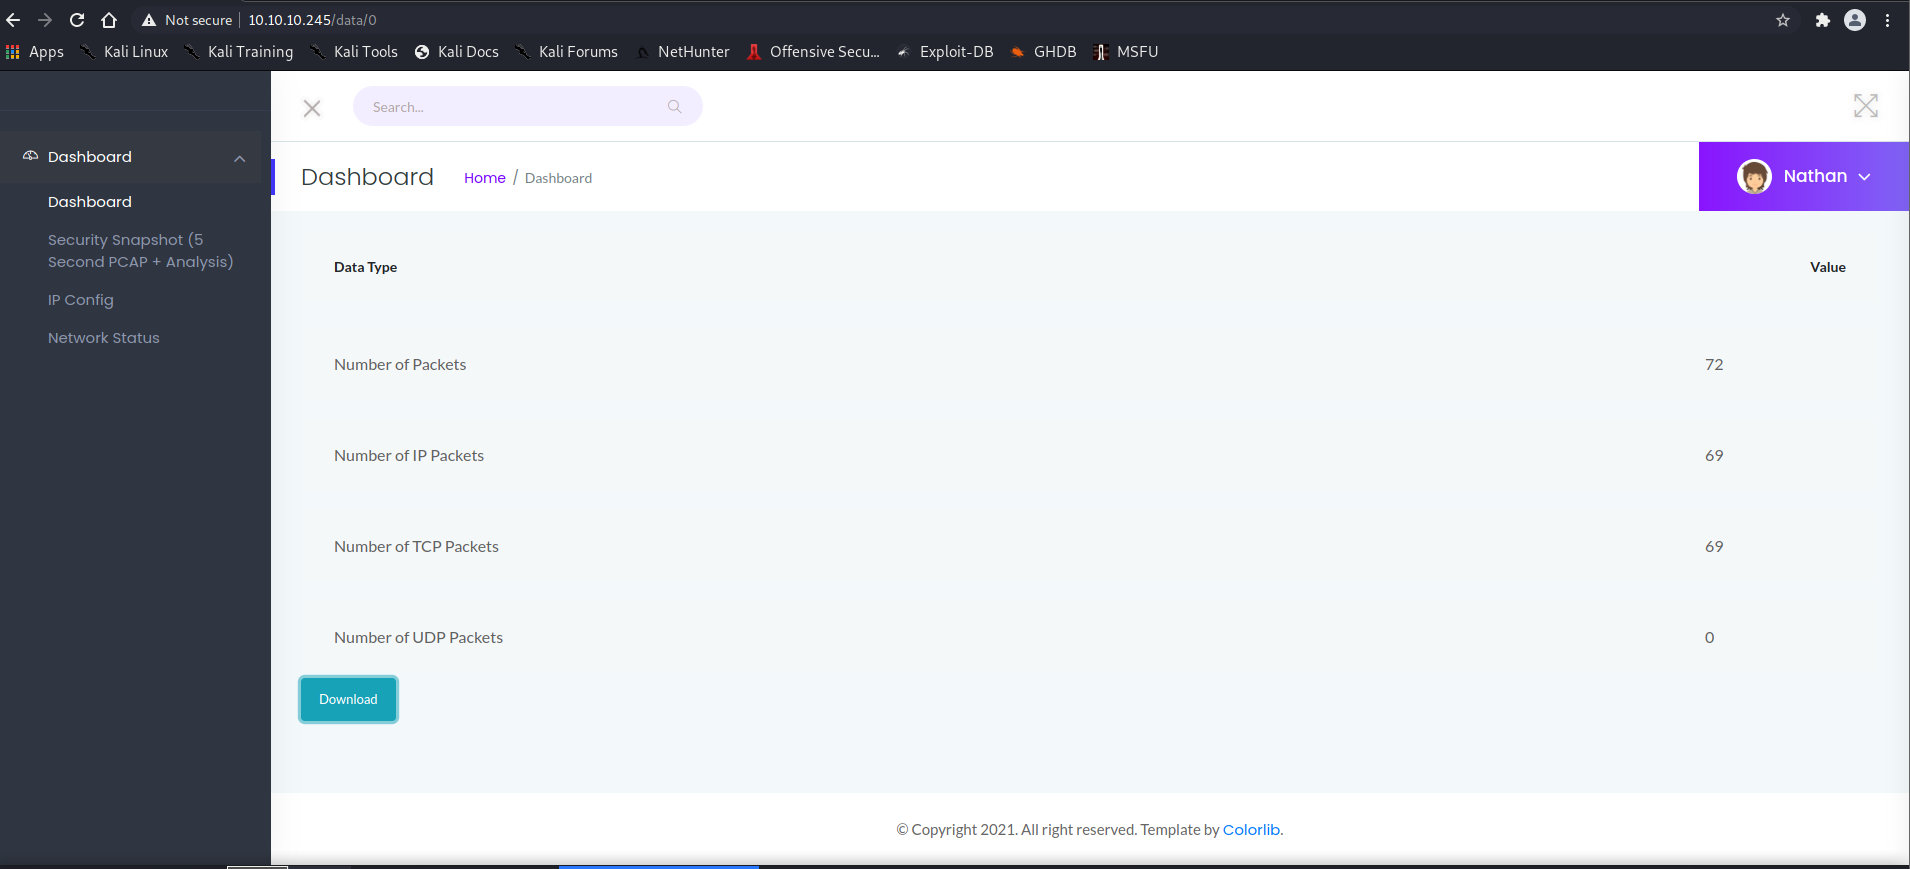 Not secure | 10.10.10.245/data/0
Apps Kali Linux Kali Training Kali Tools Kali Docs Kali Forums NetHunter Offensive Secu... Exploit-DB GHDB MSFU
Search...
Dashboard
Dashboard
Security Snapshot (5
Second PCAP + Analysis)
IP Config
Network Status
Dashboard Home / Dashboard
Nathan
Data Type Value
Number of Packets 72
Number of IP Packets 69
Number of TCP Packets 69
Number of UDP Packets 0
Download
© Copyright 2021. All right reserved. Template by Colorlib.